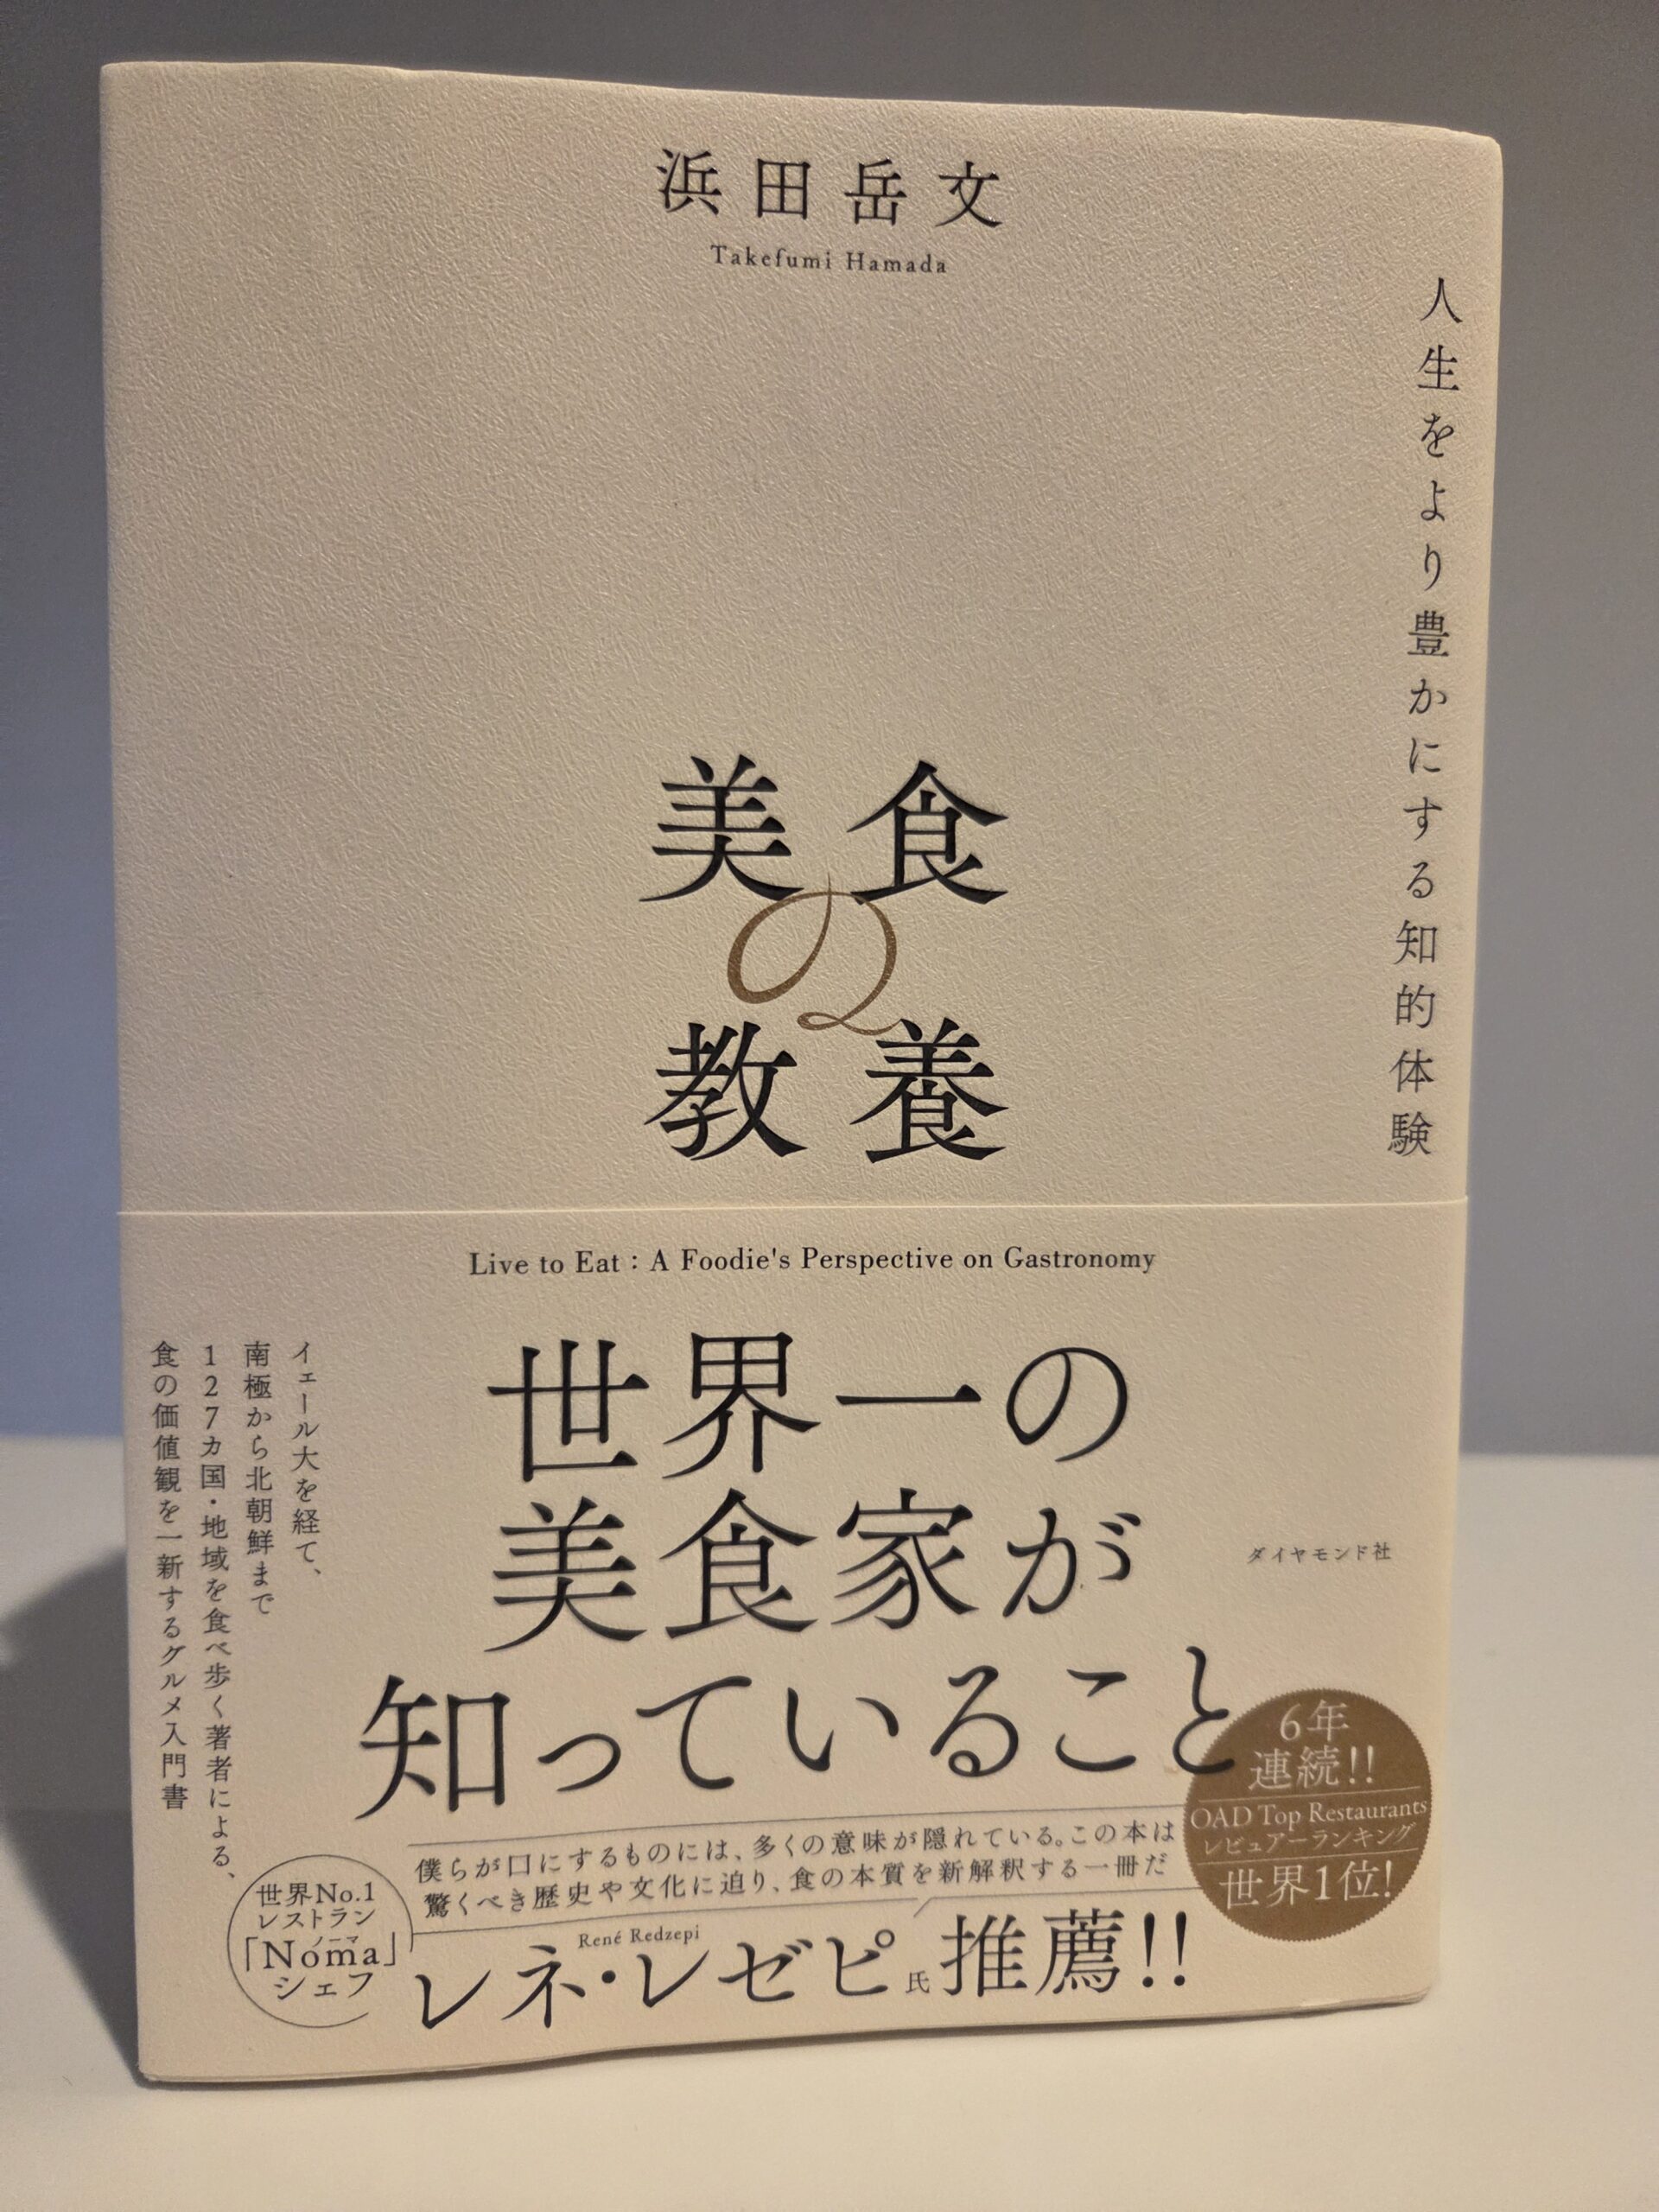 浜田岳文
Takefumi Hamada
人生をより豊かにする知的体験
美食
の
教養
Live to Eat : A Foodie's Perspective on Gastronomy
世界一の
美食家が
知っていること
ダイヤモンド社
イェール大を経て、
南極から北朝鮮まで
127カ国・地域を食べ歩く著者による、
食の価値観を一新するグルメ入門書
6年
連続!!
OAD Top Restaurants
レビュアーランキング
世界1位!
僕らが口にするものには、多くの意味が隠れている。この本は
驚くべき歴史や文化に迫り、食の本質を新解釈する一冊だ
世界No.1
レストラン
ノーマ
「Noma」
シェフ
René Redzepi
レネ・レゼピ氏推薦!!